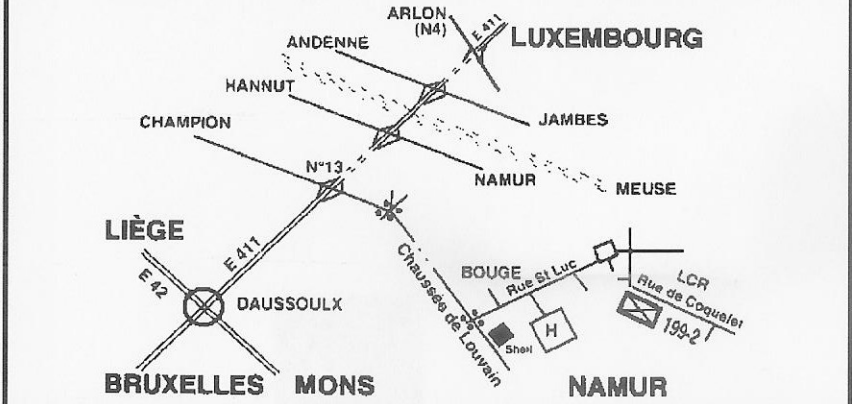 ARLON
(N4)
E 411
LUXEMBOURG
ANDENNE
HANNUT
JAMBES
CHAMPION
N°13
NAMUR
MEUSE
LIÈGE
E 411
E 42
DAUSSOULX
Chaussée de Louvain
BOUGE
Rue St Luc
LCR
Rue de Coquelet
199-2
Shell
H
BRUXELLES
MONS
NAMUR